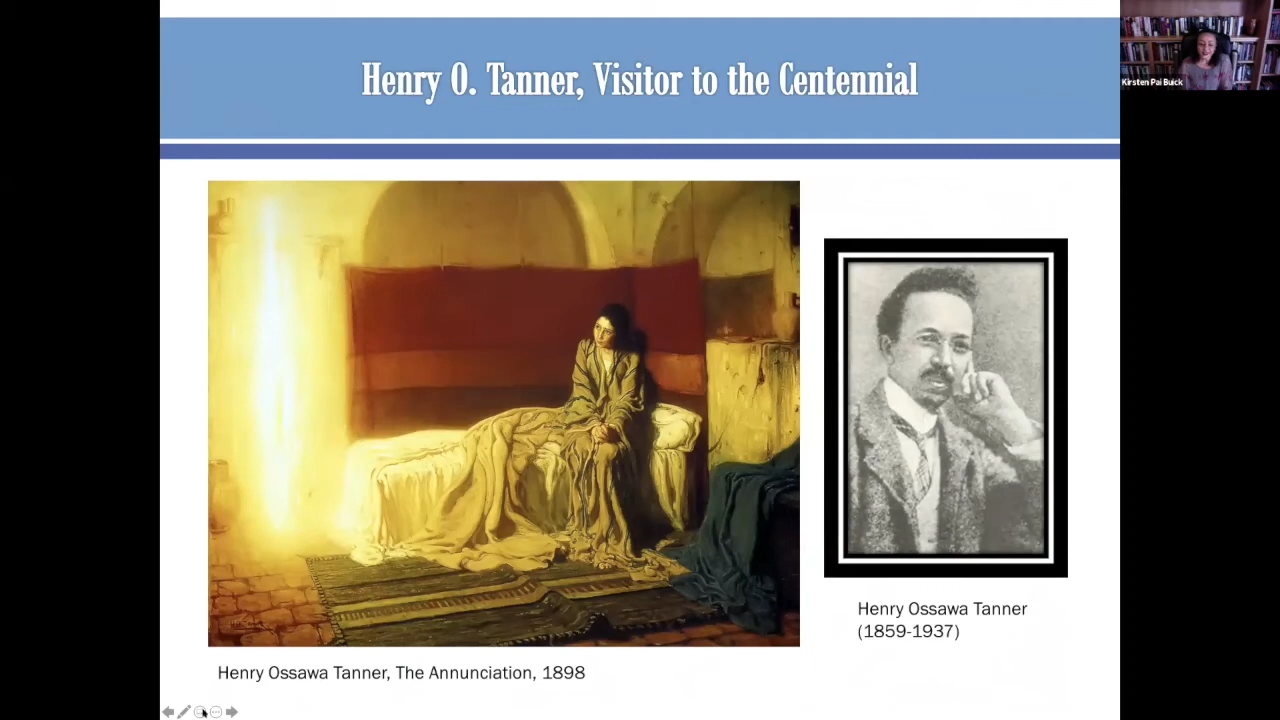 Henry O. Tanner, Visitor to the Centennial
Kirsten Pai Buick
Henry Ossawa Tanner
(1859-1937)
Henry Ossawa Tanner, The Annunciation, 1898